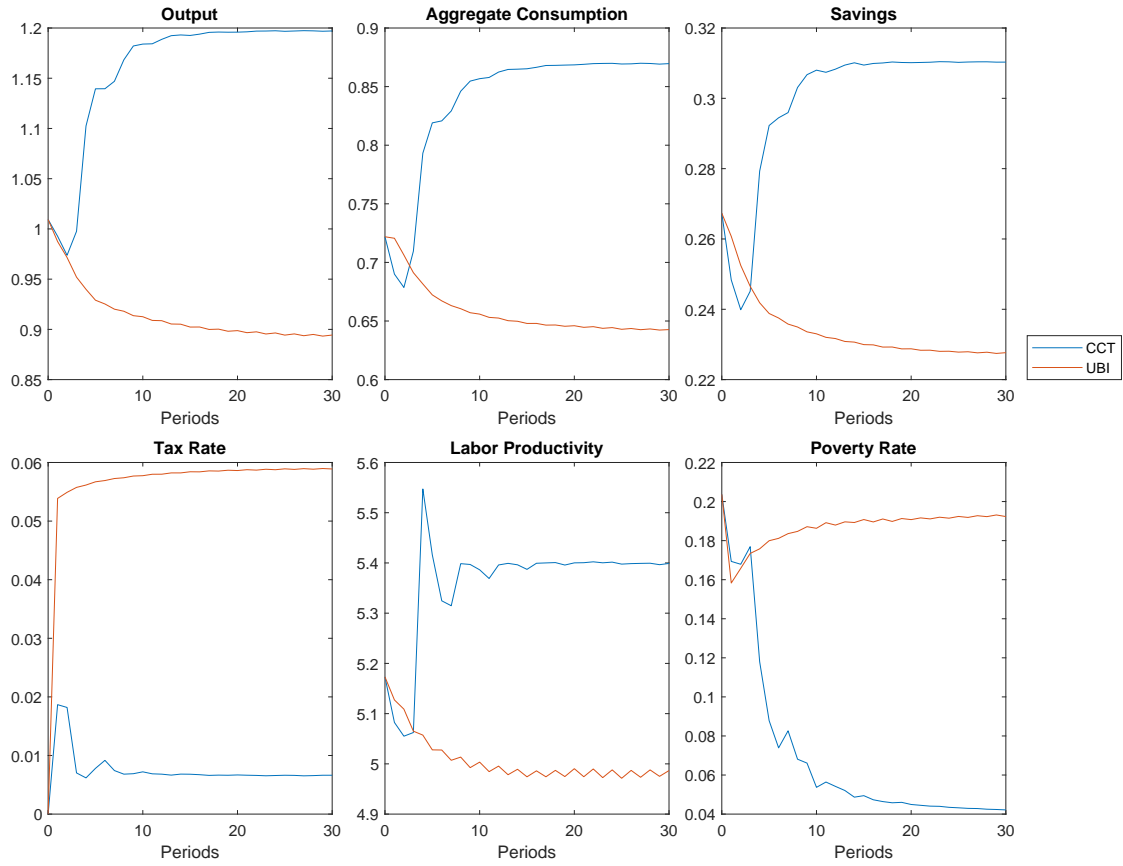 Output
1.2
1.15
1.1
1.05
1
0.95
0.9
0.85
0 10 20 30
Periods
Aggregate Consumption
0.9
0.85
0.8
0.75
0.7
0.65
0.6
0 10 20 30
Periods
Savings
0.32
0.3
0.28
0.26
0.24
0.22
0 10 20 30
Periods
CCT
UBI
Tax Rate
0.06
0.05
0.04
0.03
0.02
0.01
0
0 10 20 30
Periods
Labor Productivity
5.6
5.5
5.4
5.3
5.2
5.1
5
4.9
0 10 20 30
Periods
Poverty Rate
0.22
0.2
0.18
0.16
0.14
0.12
0.1
0.08
0.06
0.04
0 10 20 30
Periods